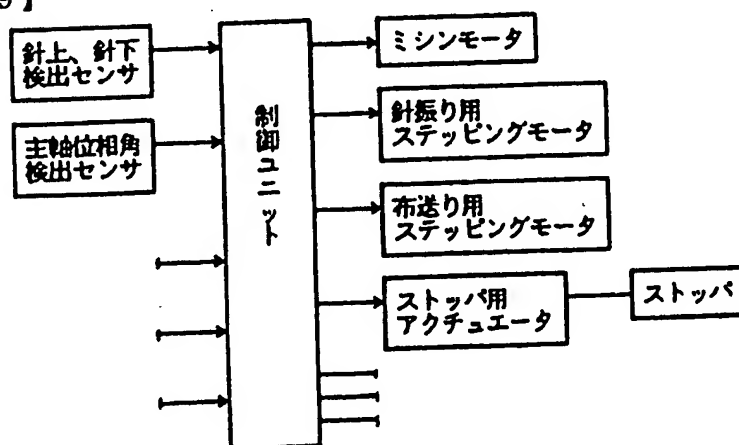 9】
針上、針下
検出センサ
主軸位相角
検出センサ
制御ユニット
ミシンモータ
針振り用
ステッピングモータ
布送り用
ステッピングモータ
ストッパ用
アクチュエータ
ストッパ